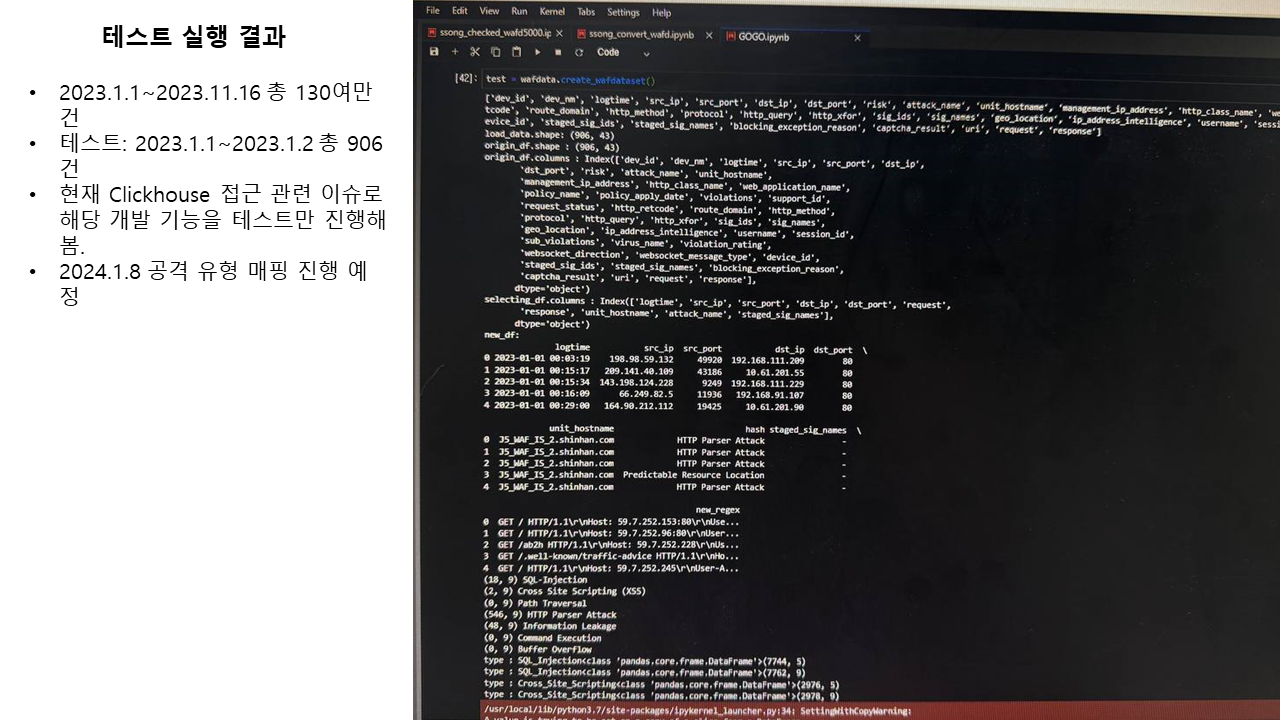 테스트 실행 결과
• 2023.1.1~2023.11.16 총 130여만
건
• 테스트: 2023.1.1~2023.1.2 총 906
건
• 현재 Clickhouse 접근 관련 이슈로
해당 개발 기능을 테스트만 진행해
봄.
• 2024.1.8 공격 유형 매핑 진행 예
정
File Edit View Run Kernel Tabs Settings Help
ssong_checked_wafd5000.ip × ssong_convert_wafd.ipynb × GOGO.ipynb ×
Code
[42]: test = wafdata.create_wafdataset()
['dev_id', 'dev_nm', 'logtime', 'src_ip', 'src_port', 'dst_ip', 'dst_port', 'risk', 'attack_name', 'unit_hostname', 'management_ip_address', 'http_class_name', 'we
tcode', 'route_domain', 'http_method', 'protocol', 'http_query', 'http_xfor', 'sig_ids', 'sig_names', 'geo_location', 'ip_address_intelligence', 'username', 'sessi
evice_id', 'staged_sig_ids', 'staged_sig_names', 'blocking_exception_reason', 'captcha_result', 'uri', 'request', 'response']
load_data.shape: (906, 43)
origin_df.shape : (906, 43)
origin_df.columns : Index(['dev_id', 'dev_nm', 'logtime', 'src_ip', 'src_port', 'dst_ip',
'dst_port', 'risk', 'attack_name', 'unit_hostname',
'management_ip_address', 'http_class_name', 'web_application_name',
'policy_name', 'policy_apply_date', 'violations', 'support_id',
'request_status', 'http_retcode', 'route_domain', 'http_method',
'protocol', 'http_query', 'http_xfor', 'sig_ids', 'sig_names',
'geo_location', 'ip_address_intelligence', 'username', 'session_id',
'sub_violations', 'virus_name', 'violation_rating',
'websocket_direction', 'websocket_message_type', 'device_id',
'staged_sig_ids', 'staged_sig_names', 'blocking_exception_reason',
'captcha_result', 'uri', 'request', 'response'],
dtype='object')
selecting_df.columns : Index(['logtime', 'src_ip', 'src_port', 'dst_ip', 'dst_port', 'request',
'response', 'unit_hostname', 'attack_name', 'staged_sig_names'],
dtype='object')
new_df:
logtime src_ip src_port dst_ip dst_port \
0 2023-01-01 00:03:19 198.98.59.132 49920 192.168.111.209 80
1 2023-01-01 00:15:17 209.141.40.109 43186 10.61.201.55 80
2 2023-01-01 00:15:34 143.198.124.228 9249 192.168.111.229 80
3 2023-01-01 00:16:09 66.249.82.5 11936 192.168.91.107 80
4 2023-01-01 00:29:00 164.90.212.112 19425 10.61.201.90 80
unit_hostname hash staged_sig_names \
0 J5_WAF_IS_2.shinhan.com HTTP Parser Attack -
1 J5_WAF_IS_2.shinhan.com HTTP Parser Attack -
2 J5_WAF_IS_2.shinhan.com HTTP Parser Attack -
3 J5_WAF_IS_2.shinhan.com Predictable Resource Location -
4 J5_WAF_IS_2.shinhan.com HTTP Parser Attack -
new_regex
0 GET / HTTP/1.1\r\nHost: 59.7.252.153:80\r\nUse...
1 GET / HTTP/1.1\r\nHost: 59.7.252.96:80\r\nUser...
2 GET /ab2h HTTP/1.1\r\nHost: 59.7.252.228\r\nUs...
3 GET /.well-known/traffic-advice HTTP/1.1\r\nHo...
4 GET / HTTP/1.1\r\nHost: 59.7.252.245\r\nUser-A...
(18, 9) SQL-Injection
(2, 9) Cross Site Scripting (XSS)
(0, 9) Path Traversal
(546, 9) HTTP Parser Attack
(48, 9) Information Leakage
(0, 9) Command Execution
(0, 9) Buffer Overflow
type : SQL_Injection<class 'pandas.core.frame.DataFrame'>(7744, 5)
type : SQL_Injection<class 'pandas.core.frame.DataFrame'>(7762, 9)
type : Cross_Site_Scripting<class 'pandas.core.frame.DataFrame'>(2976, 5)
type : Cross_Site_Scripting<class 'pandas.core.frame.DataFrame'>(2978, 9)
/usr/local/lib/python3.7/site-packages/ipykernel_launcher.py:34: SettingWithCopyWarning: